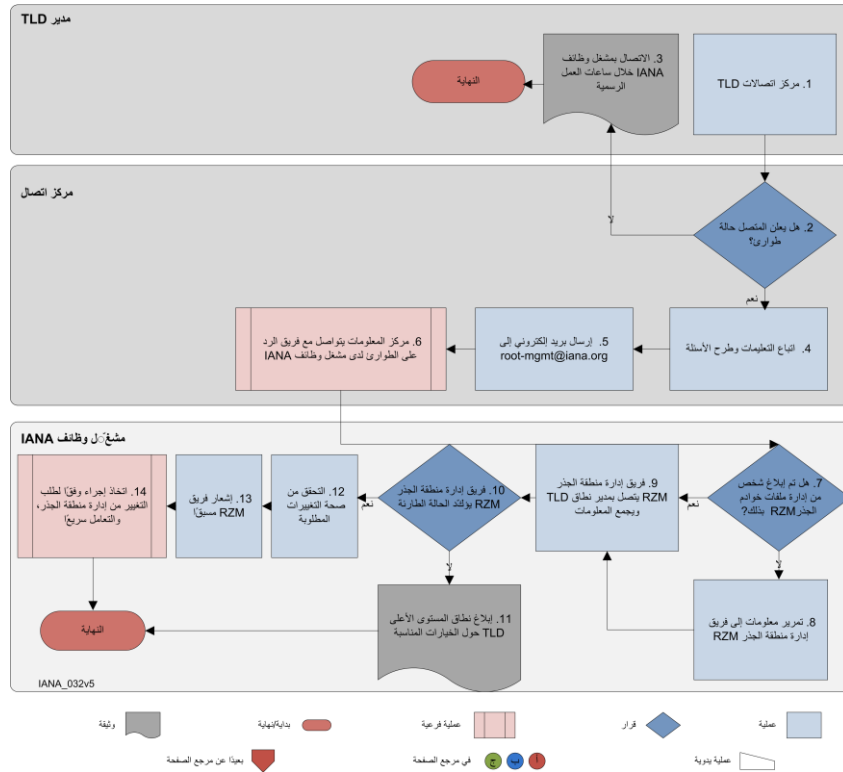 مدير TLD
1. مركز اتصالات TLD
3. الاتصال بمشغل وظائف
IANA خلال ساعات العمل
الرسمية
النهاية
مركز اتصال
2. هل يعلن المتصل حالة
طوارئ؟
لا
نعم
4. اتباع التعليمات وطرح الأسئلة
5. إرسال بريد إلكتروني إلى
root-mgmt@iana.org
6. مركز المعلومات يتواصل مع فريق الرد
على الطوارئ لدى مشغل وظائف IANA
مشغّل وظائف IANA
7. هل تم إبلاغ شخص
من إدارة ملفات خوادم
الجذر RZM بذلك?
نعم
لا
8. تمرير معلومات إلى فريق
إدارة منطقة الجذر RZM
9. فريق إدارة منطقة الجذر
RZM يتصل بمدير نطاق TLD
ويجمع المعلومات
10. فريق إدارة منطقة الجذر
RZM يؤكد الحالة الطارئة
نعم
لا
11. إبلاغ نطاق المستوى الأعلى
TLD حول الخيارات المناسبة
12. التحقق من
صحة التغييرات
المطلوبة
13. إشعار فريق
RZM مسبقًا
14. اتخاذ إجراء وفقًا لطلب
التغيير من إدارة منطقة الجذر،
والتعامل سريعًا
النهاية
IANA_032v5
عملية
قرار
عملية فرعية
بداية/نهاية
وثيقة
عملية يدوية
أ
ب
ج
في مرجع الصفحة
بعيدًا عن مرجع الصفحة